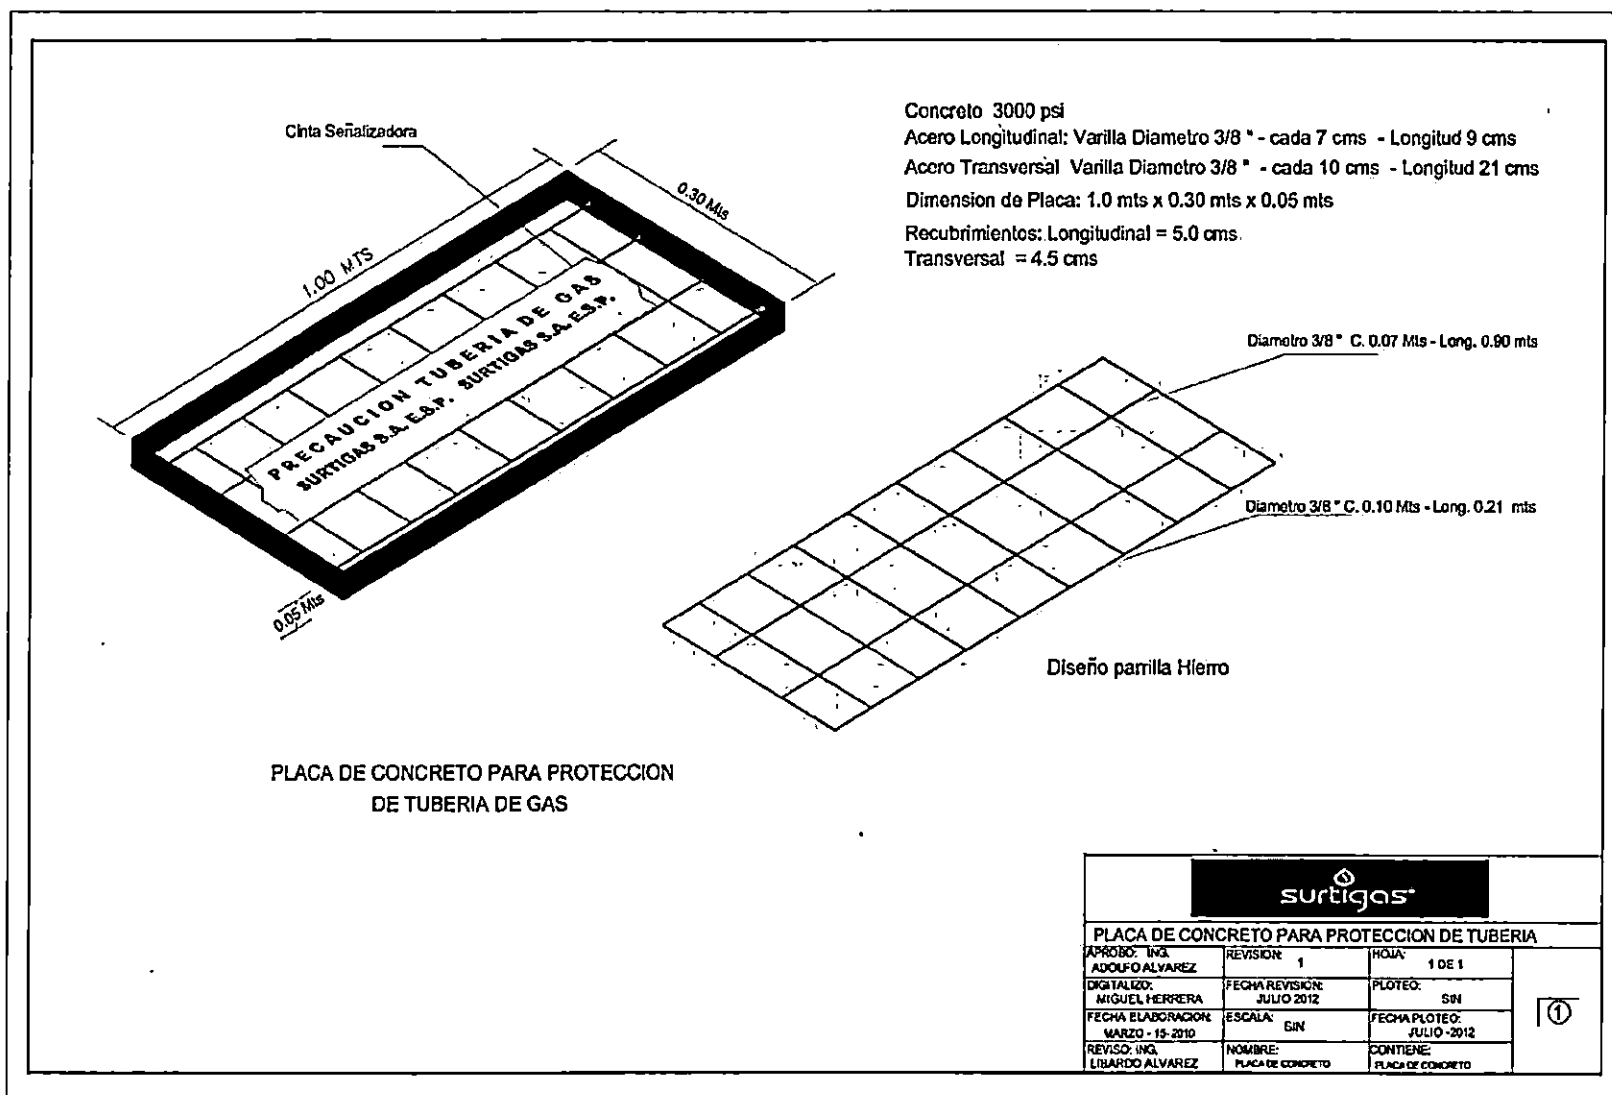 Cinta Señalizadora
1.00 MTS
0.30 Mts
PRECAUCION TUBERIA DE GAS
SURTIGAS S.A. E.S.P. SURTIGAS S.A. E.S.P.
0.05 Mts
Concreto 3000 psi
Acero Longitudinal: Varilla Diametro 3/8 " - cada 7 cms - Longitud 9 cms
Acero Transversal Varilla Diametro 3/8 " - cada 10 cms - Longitud 21 cms
Dimension de Placa: 1.0 mts x 0.30 mts x 0.05 mts
Recubrimientos: Longitudinal = 5.0 cms.
Transversal = 4.5 cms
Diametro 3/8 " C. 0.07 Mts - Long. 0.90 mts
Diametro 3/8 " C. 0.10 Mts - Long. 0.21 mts
Diseño parrilla Hierro
PLACA DE CONCRETO PARA PROTECCION
DE TUBERIA DE GAS
surtigas
PLACA DE CONCRETO PARA PROTECCION DE TUBERIA
APROBO: ING. REVISION: HOJA:
ADOLFO ALVAREZ 1 1 DE 1
DIGITALIZO: FECHA REVISION: PLOTEO:
MIGUEL HERRERA JULIO 2012 SIN
FECHA ELABORACION: ESCALA: FECHA PLOTEO:
MARZO - 15-2010 SIN JULIO -2012
REVISO: ING. NOMBRE: CONTIENE:
LIBARDO ALVAREZ PLACA DE CONCRETO PLACA DE CONCRETO
1